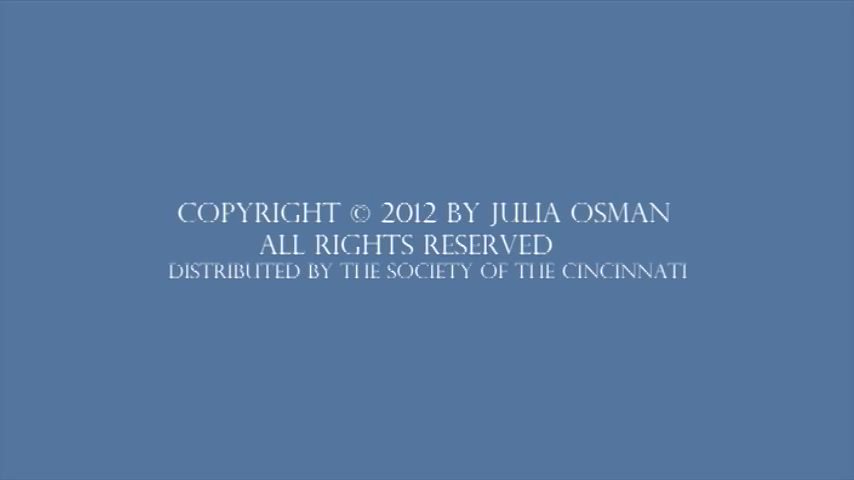 COPYRIGHT © 2012 BY JULIA OSMAN
ALL RIGHTS RESERVED
DISTRIBUTED BY THE SOCIETY OF THE CINCINNATI